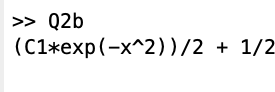 >> Q2b
(C1*exp(-x^2))/2 + 1/2